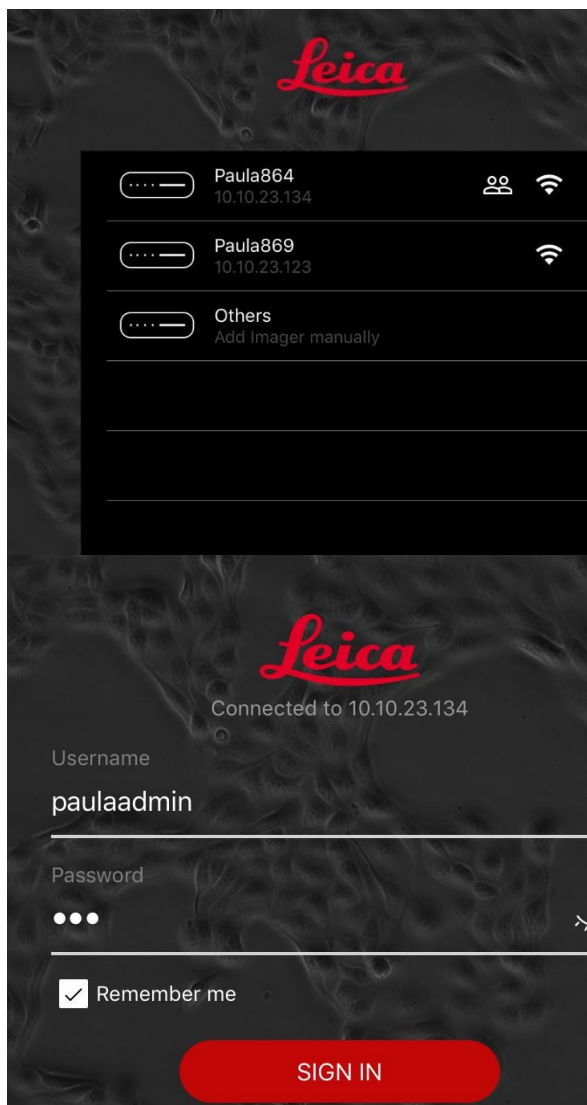 Leica
Paula864
10.10.23.134
Paula869
10.10.23.123
Others
Add Imager manually
Leica
Connected to 10.10.23.134
Username
paulaadmin
Password
Remember me
SIGN IN